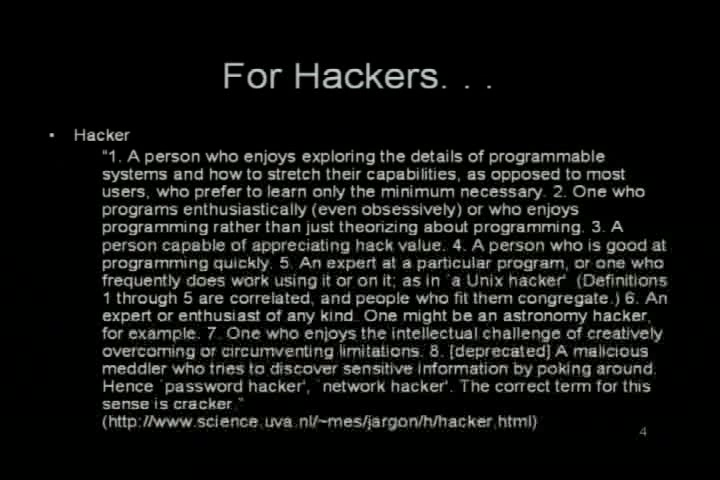 For Hackers. . .
• Hacker
"1. A person who enjoys exploring the details of programmable
systems and how to stretch their capabilities, as opposed to most
users, who prefer to learn only the minimum necessary. 2. One who
programs enthusiastically (even obsessively) or who enjoys
programming rather than just theorizing about programming. 3. A
person capable of appreciating hack value. 4. A person who is good at
programming quickly. 5. An expert at a particular program, or one who
frequently does work using it or on it; as in `a Unix hacker' (Definitions
1 through 5 are correlated, and people who fit them congregate.) 6. An
expert or enthusiast of any kind. One might be an astronomy hacker,
for example. 7. One who enjoys the intellectual challenge of creatively
overcoming or circumventing limitations. 8. [deprecated] A malicious
meddler who tries to discover sensitive information by poking around.
Hence `password hacker', `network hacker'. The correct term for this
sense is cracker."
(http://www.science.uva.nl/~mes/jargon/h/hacker.html)
4